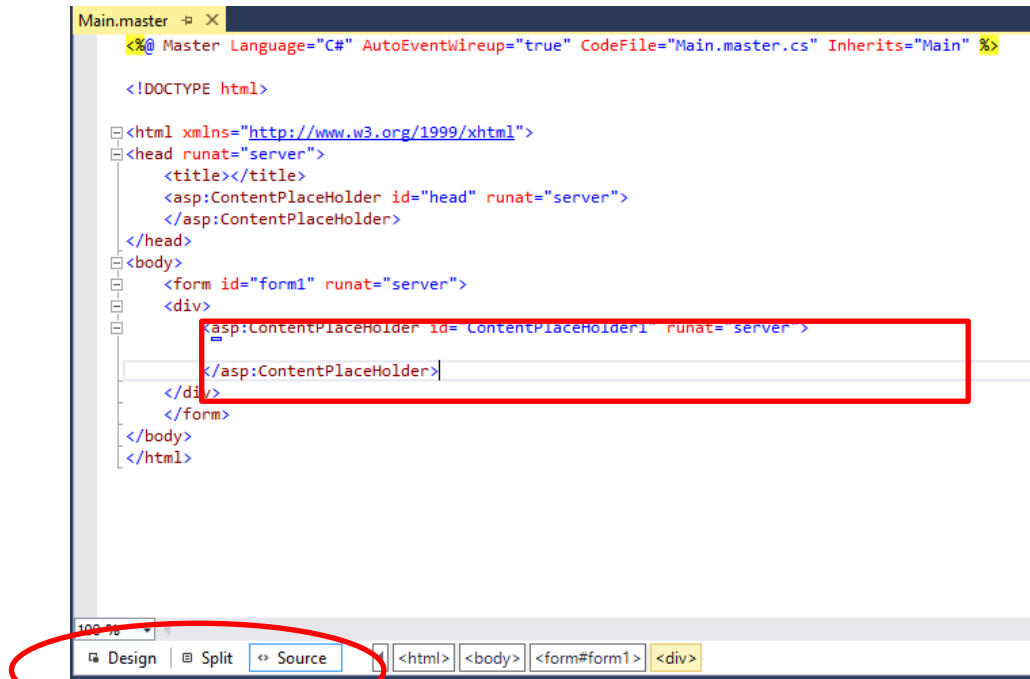 Main.master
<%@ Master Language="C#" AutoEventWireup="true" CodeFile="Main.master.cs" Inherits="Main" %>
<!DOCTYPE html>
<html xmlns="http://www.w3.org/1999/xhtml">
<head runat="server">
<title></title>
<asp:ContentPlaceHolder id="head" runat="server">
</asp:ContentPlaceHolder>
</head>
<body>
<form id="form1" runat="server">
<div>
<asp:ContentPlaceHolder id="ContentPlaceHolder1" runat="server">
</asp:ContentPlaceHolder>
</div>
</form>
</body>
</html>
100 %
Design Split Source <html> <body> <form#form1> <div>